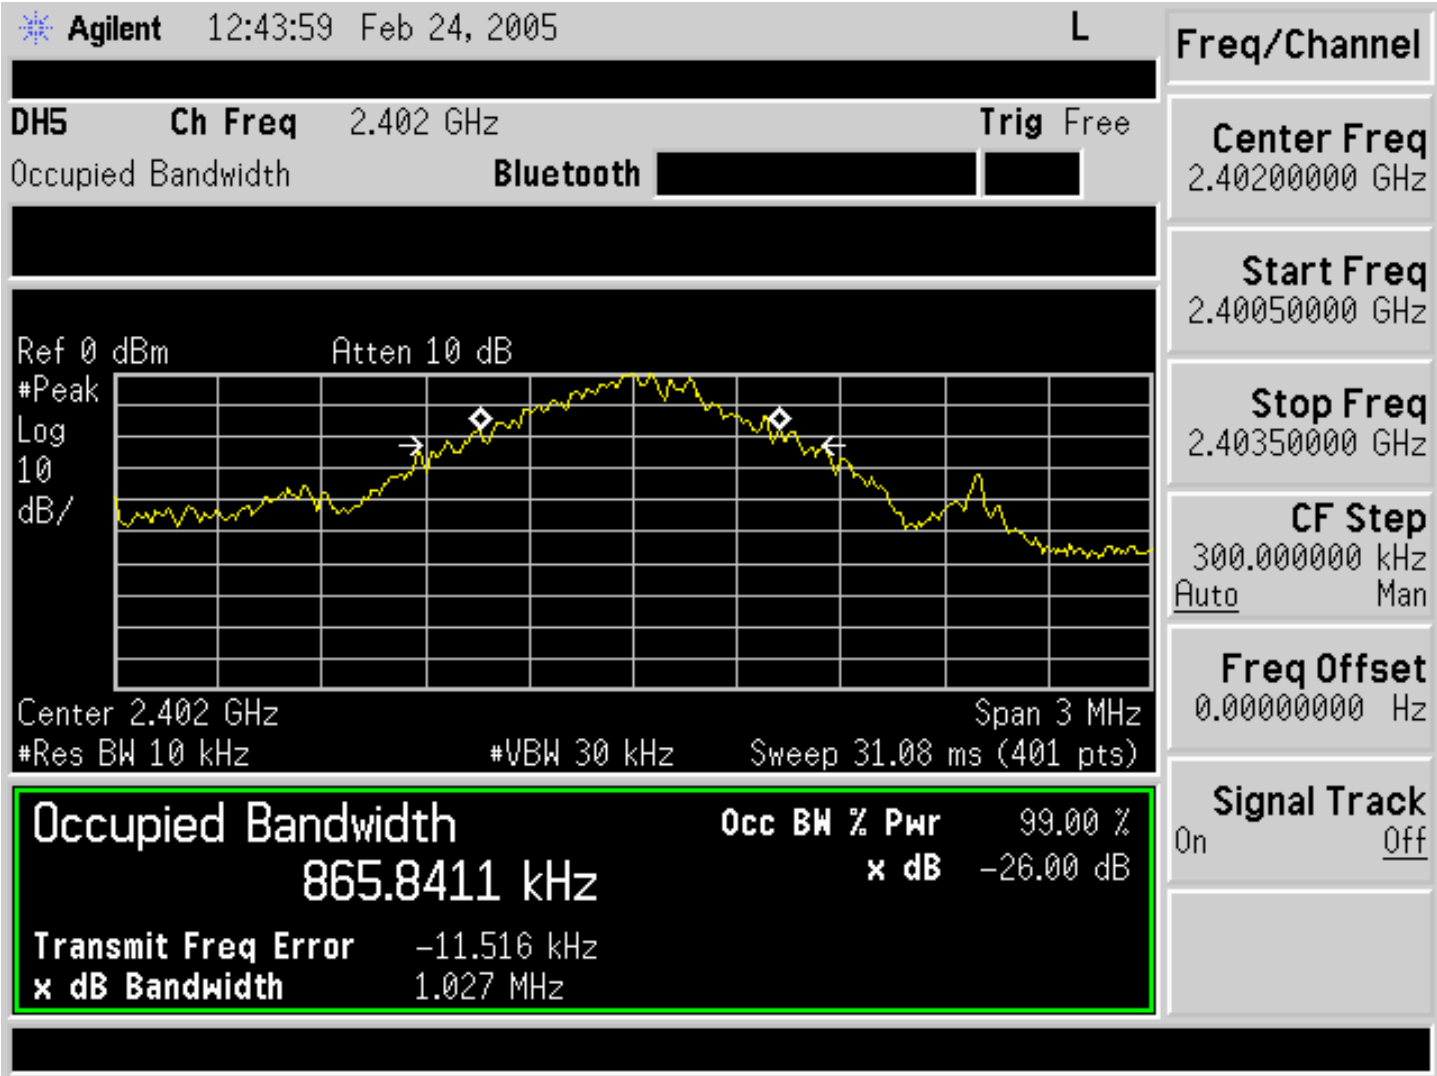 Agilent 12:43:59 Feb 24, 2005 L
DH5 Ch Freq 2.402 GHz Trig Free
Occupied Bandwidth Bluetooth
Ref 0 dBm Atten 10 dB
#Peak
Log
10
dB/
Center 2.402 GHz Span 3 MHz
#Res BW 10 kHz #VBW 30 kHz Sweep 31.08 ms (401 pts)
Occupied Bandwidth Occ BW % Pwr 99.00 %
865.8411 kHz x dB -26.00 dB
Transmit Freq Error -11.516 kHz
x dB Bandwidth 1.027 MHz
Freq/Channel
Center Freq
2.40200000 GHz
Start Freq
2.40050000 GHz
Stop Freq
2.40350000 GHz
CF Step
300.000000 kHz
Auto Man
Freq Offset
0.00000000 Hz
Signal Track
On Off